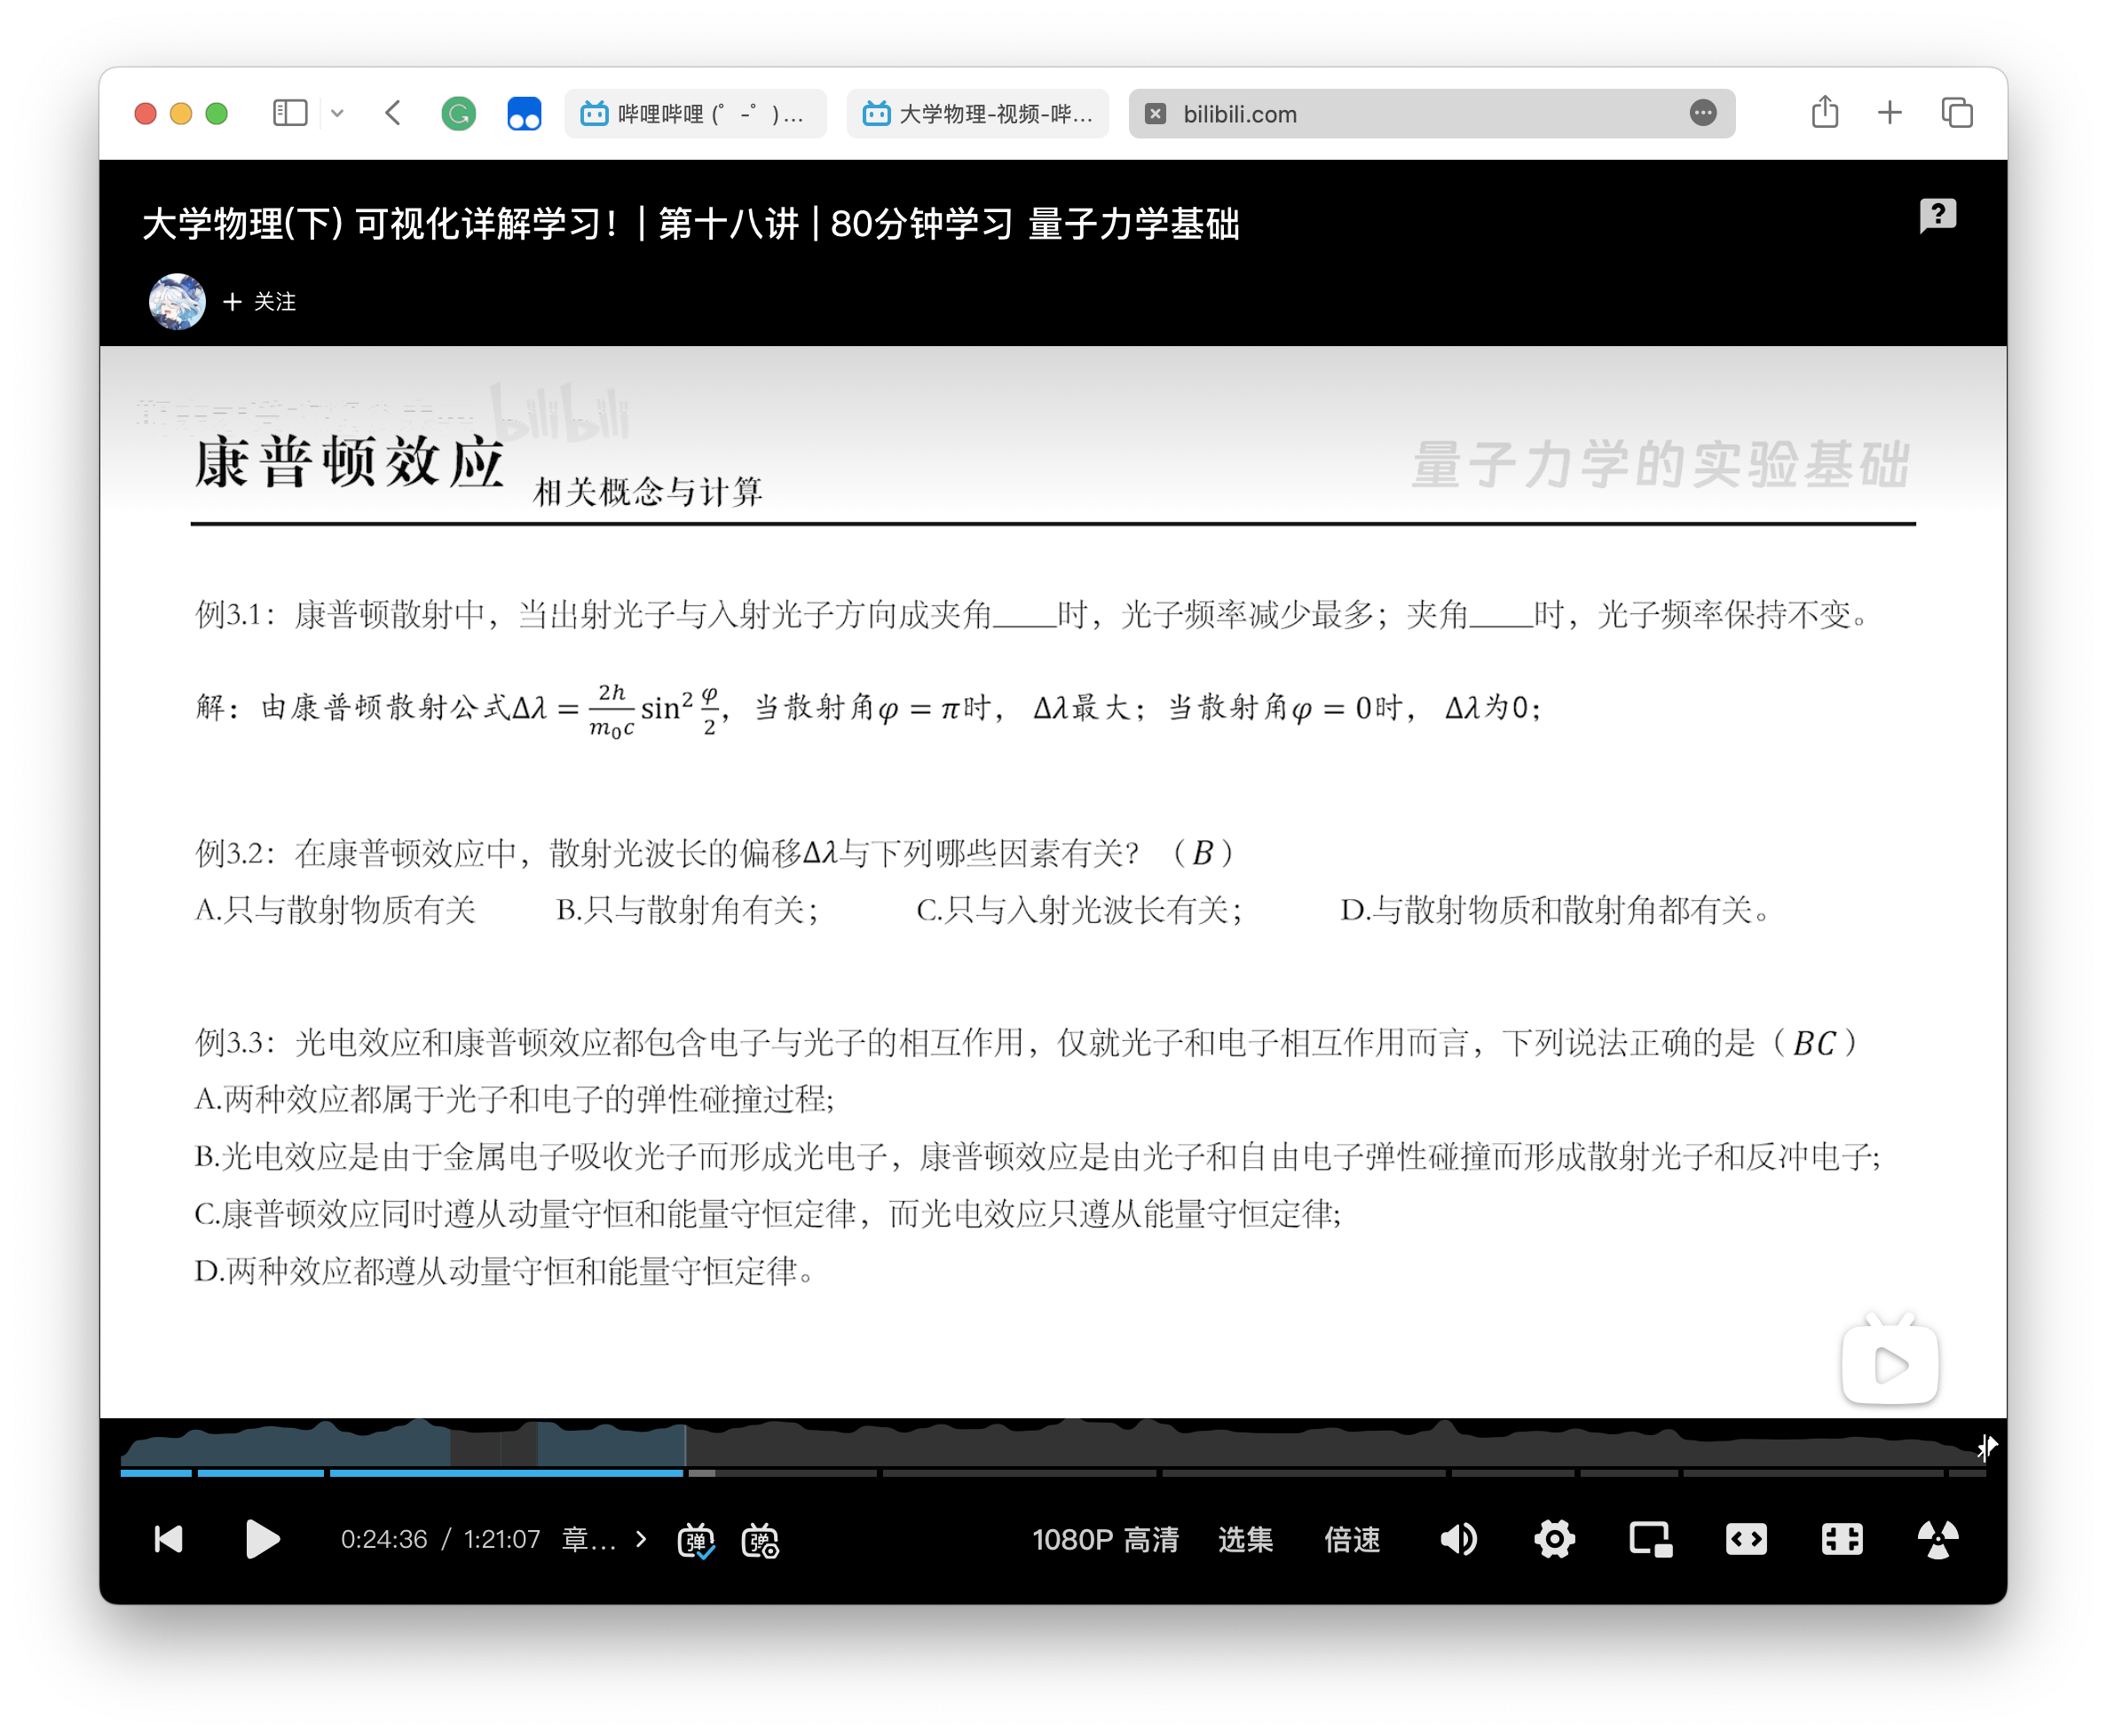 哔哩哔哩 (゜-゜)...
大学物理-视频-哔...
bilibili.com
大学物理(下) 可视化详解学习! | 第十八讲 | 80分钟学习 量子力学基础
+ 关注
bilibili
康普顿效应 相关概念与计算
量子力学的实验基础
例3.1：康普顿散射中，当出射光子与入射光子方向成夹角____时，光子频率减少最多；夹角____时，光子频率保持不变。
解：由康普顿散射公式Δλ = 2h/(m₀c) sin² φ/2，当散射角φ = π时， Δλ最大；当散射角φ = 0时， Δλ为0；
例3.2：在康普顿效应中，散射光波长的偏移Δλ与下列哪些因素有关？（B）
A.只与散射物质有关 B.只与散射角有关； C.只与入射光波长有关； D.与散射物质和散射角都有关。
例3.3：光电效应和康普顿效应都包含电子与光子的相互作用，仅就光子和电子相互作用而言，下列说法正确的是（BC）
A.两种效应都属于光子和电子的弹性碰撞过程;
B.光电效应是由于金属电子吸收光子而形成光电子，康普顿效应是由光子和自由电子弹性碰撞而形成散射光子和反冲电子;
C.康普顿效应同时遵从动量守恒和能量守恒定律，而光电效应只遵从能量守恒定律;
D.两种效应都遵从动量守恒和能量守恒定律。
0:24:36 / 1:21:07 章... 弹 弹 1080P 高清 选集 倍速